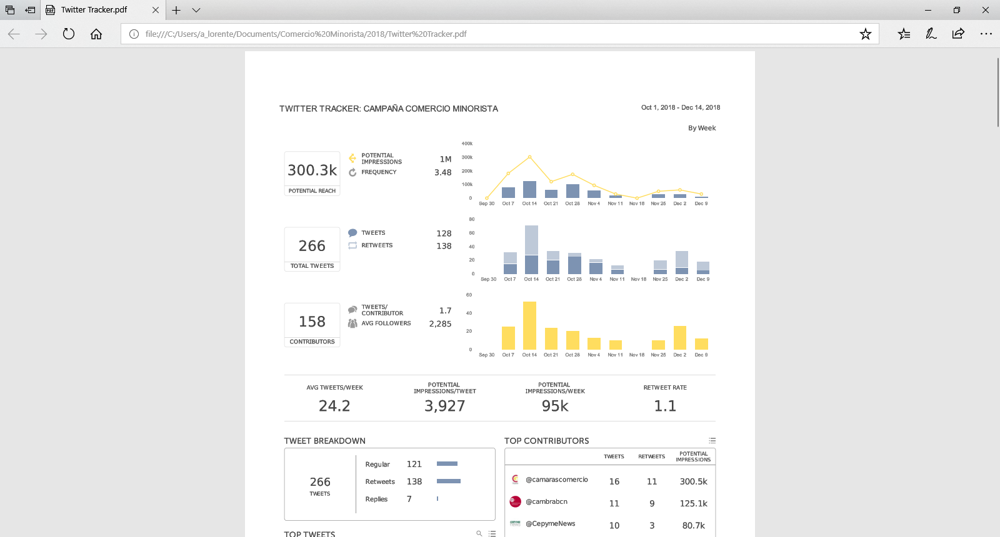 Twitter Tracker.pdf
file:///C:/Users/a_lorente/Documents/Comercio%20Minorista/2018/Twitter%20Tracker.pdf
TWITTER TRACKER: CAMPAÑA COMERCIO MINORISTA
Oct 1, 2018 - Dec 14, 2018
By Week
300.3k
POTENTIAL REACH
POTENTIAL
IMPRESSIONS
1M
FREQUENCY
3.48
400k
300k
200k
100k
0
Sep 30 Oct 7 Oct 14 Oct 21 Oct 28 Nov 4 Nov 11 Nov 18 Nov 25 Dec 2 Dec 9
266
TOTAL TWEETS
TWEETS
128
RETWEETS
138
80
60
40
20
0
Sep 30 Oct 7 Oct 14 Oct 21 Oct 28 Nov 4 Nov 11 Nov 18 Nov 25 Dec 2 Dec 9
158
CONTRIBUTORS
TWEETS/
CONTRIBUTOR
1.7
AVG FOLLOWERS
2,285
60
40
20
0
Sep 30 Oct 7 Oct 14 Oct 21 Oct 28 Nov 4 Nov 11 Nov 18 Nov 25 Dec 2 Dec 9
AVG TWEETS/WEEK
24.2
POTENTIAL
IMPRESSIONS/TWEET
3,927
POTENTIAL
IMPRESSIONS/WEEK
95k
RETWEET RATE
1.1
TWEET BREAKDOWN
266
TWEETS
Regular 121
Retweets 138
Replies 7
TOP TWEETS
TOP CONTRIBUTORS
TWEETS RETWEETS POTENTIAL
IMPRESSIONS
@camarascomercio 16 11 300.5k
@cambrabcn 11 9 125.1k
CEPYME
@CepymeNews 10 3 80.7k